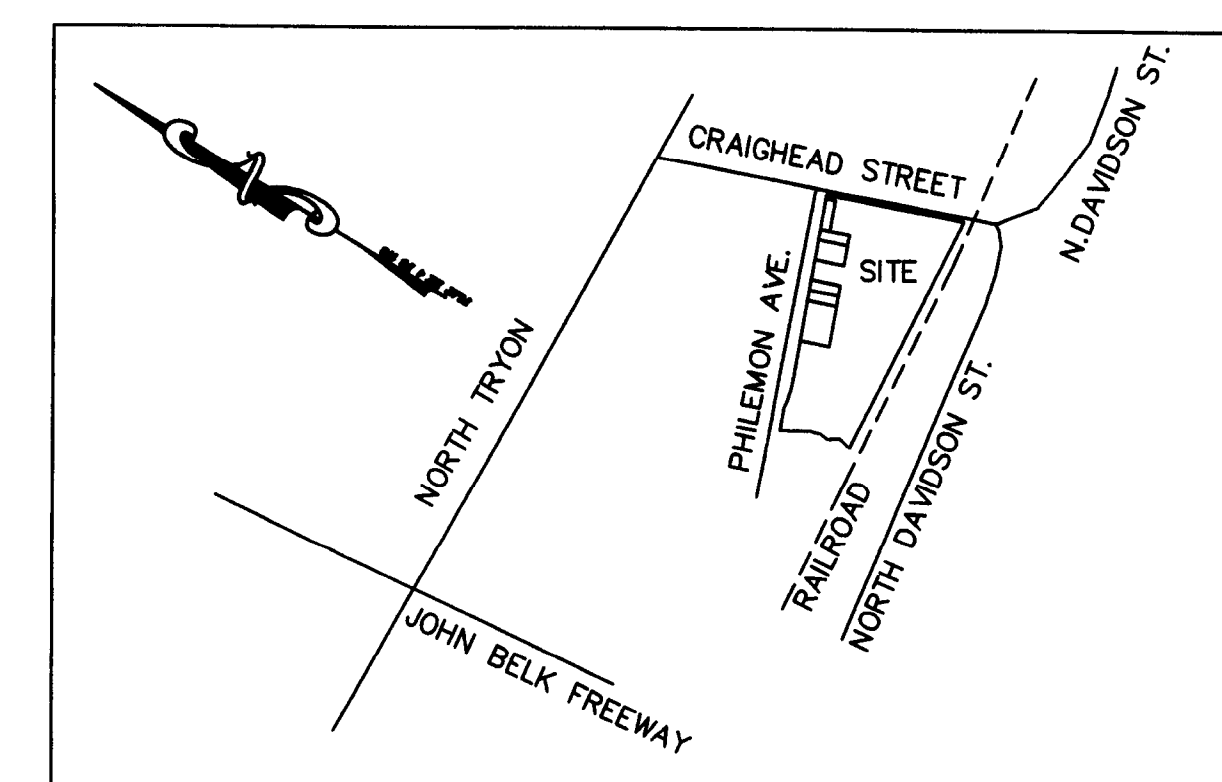 CRAIGHEAD STREET
N.DAVIDSON ST.
SITE
PHILEMON AVE.
NORTH TRYON
RAILROAD
NORTH DAVIDSON ST.
JOHN BELK FREEWAY